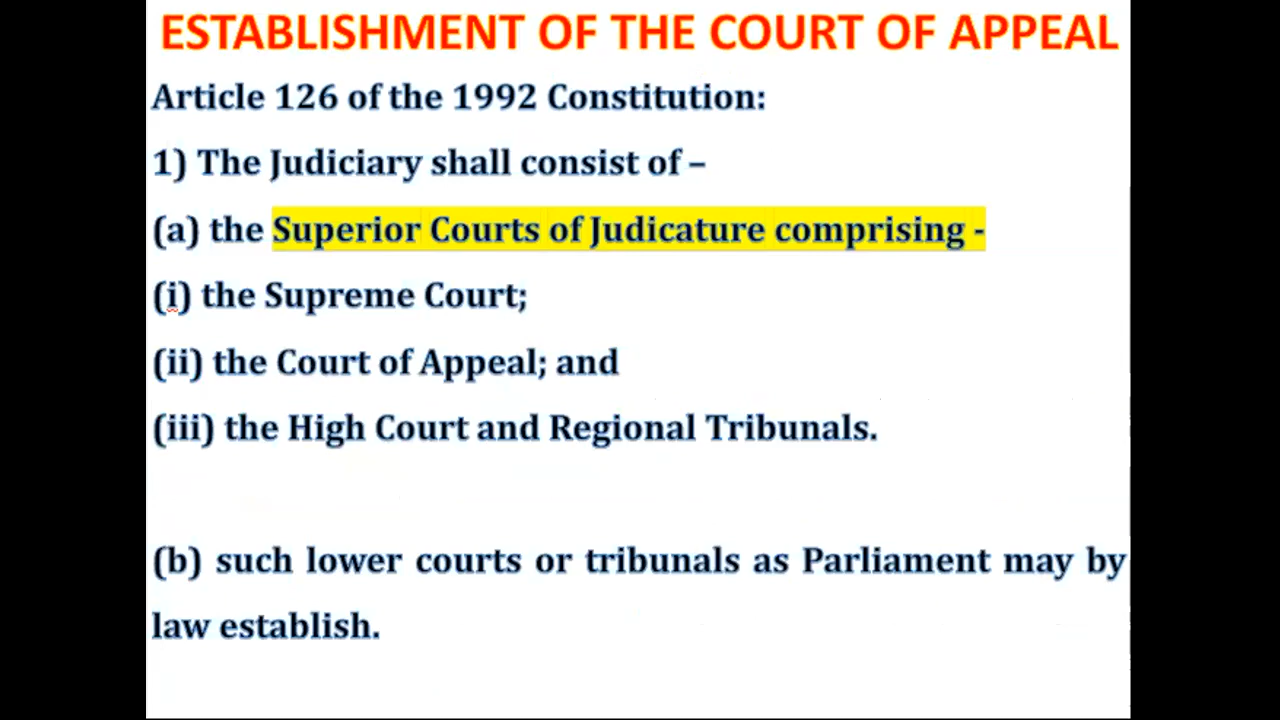 ESTABLISHMENT OF THE COURT OF APPEAL
Article 126 of the 1992 Constitution:
1) The Judiciary shall consist of –
(a) the Superior Courts of Judicature comprising -
(i) the Supreme Court;
(ii) the Court of Appeal; and
(iii) the High Court and Regional Tribunals.
(b) such lower courts or tribunals as Parliament may by
law establish.